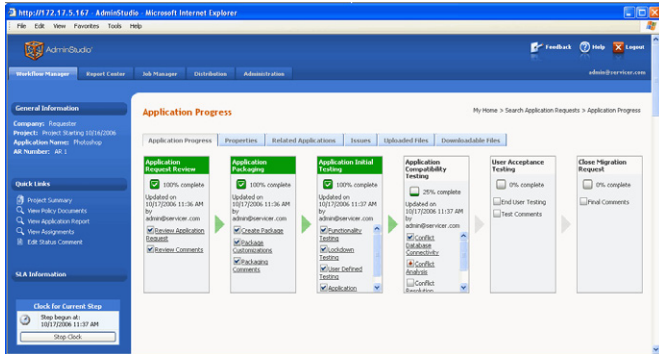 http://172.17.5.167 - AdminStudio - Microsoft Internet Explorer
File Edit View Favorites Tools Help
AdminStudio
Feedback Help Logout
Workflow Manager Report Center Job Manager Distribution Administration
admin@servicer.com
General Information
Company: Requester
Project: Project Starting 10/16/2006
Application Name: Photoshop
AR Number: AR 1
Quick Links
Project Summary
View Policy Documents
View Application Report
View Assignments
Edit Status Comment
SLA Information
Clock for Current Step
Step begun at:
10/17/2006 11:37 AM
Stop Clock
Application Progress
My Home > Search Application Requests > Application Progress
Application Progress Properties Related Applications Issues Uploaded Files Downloadable Files
Application
Request Review
100% complete
Updated on
10/17/2006 11:36 AM
by
admin@servicer.com
Review Application
Request
Review Comments
Application
Packaging
100% complete
Updated on
10/17/2006 11:36 AM
by
admin@servicer.com
Create Package
Package
Customizations
Packaging
Comments
Application Initial
Testing
100% complete
Updated on
10/17/2006 11:37 AM
by
admin@servicer.com
Functionality
Testing
Lockdown
Testing
User Defined
Testing
Application
Application
Compatibility
Testing
25% complete
Updated on
10/17/2006 11:37 AM
by
admin@servicer.com
Conflict
Database
Connectivity
Conflict
Analysis
Conflict
Resolution
User Acceptance
Testing
0% complete
End User Testing
Test Comments
Close Migration
Request
0% complete
Final Comments